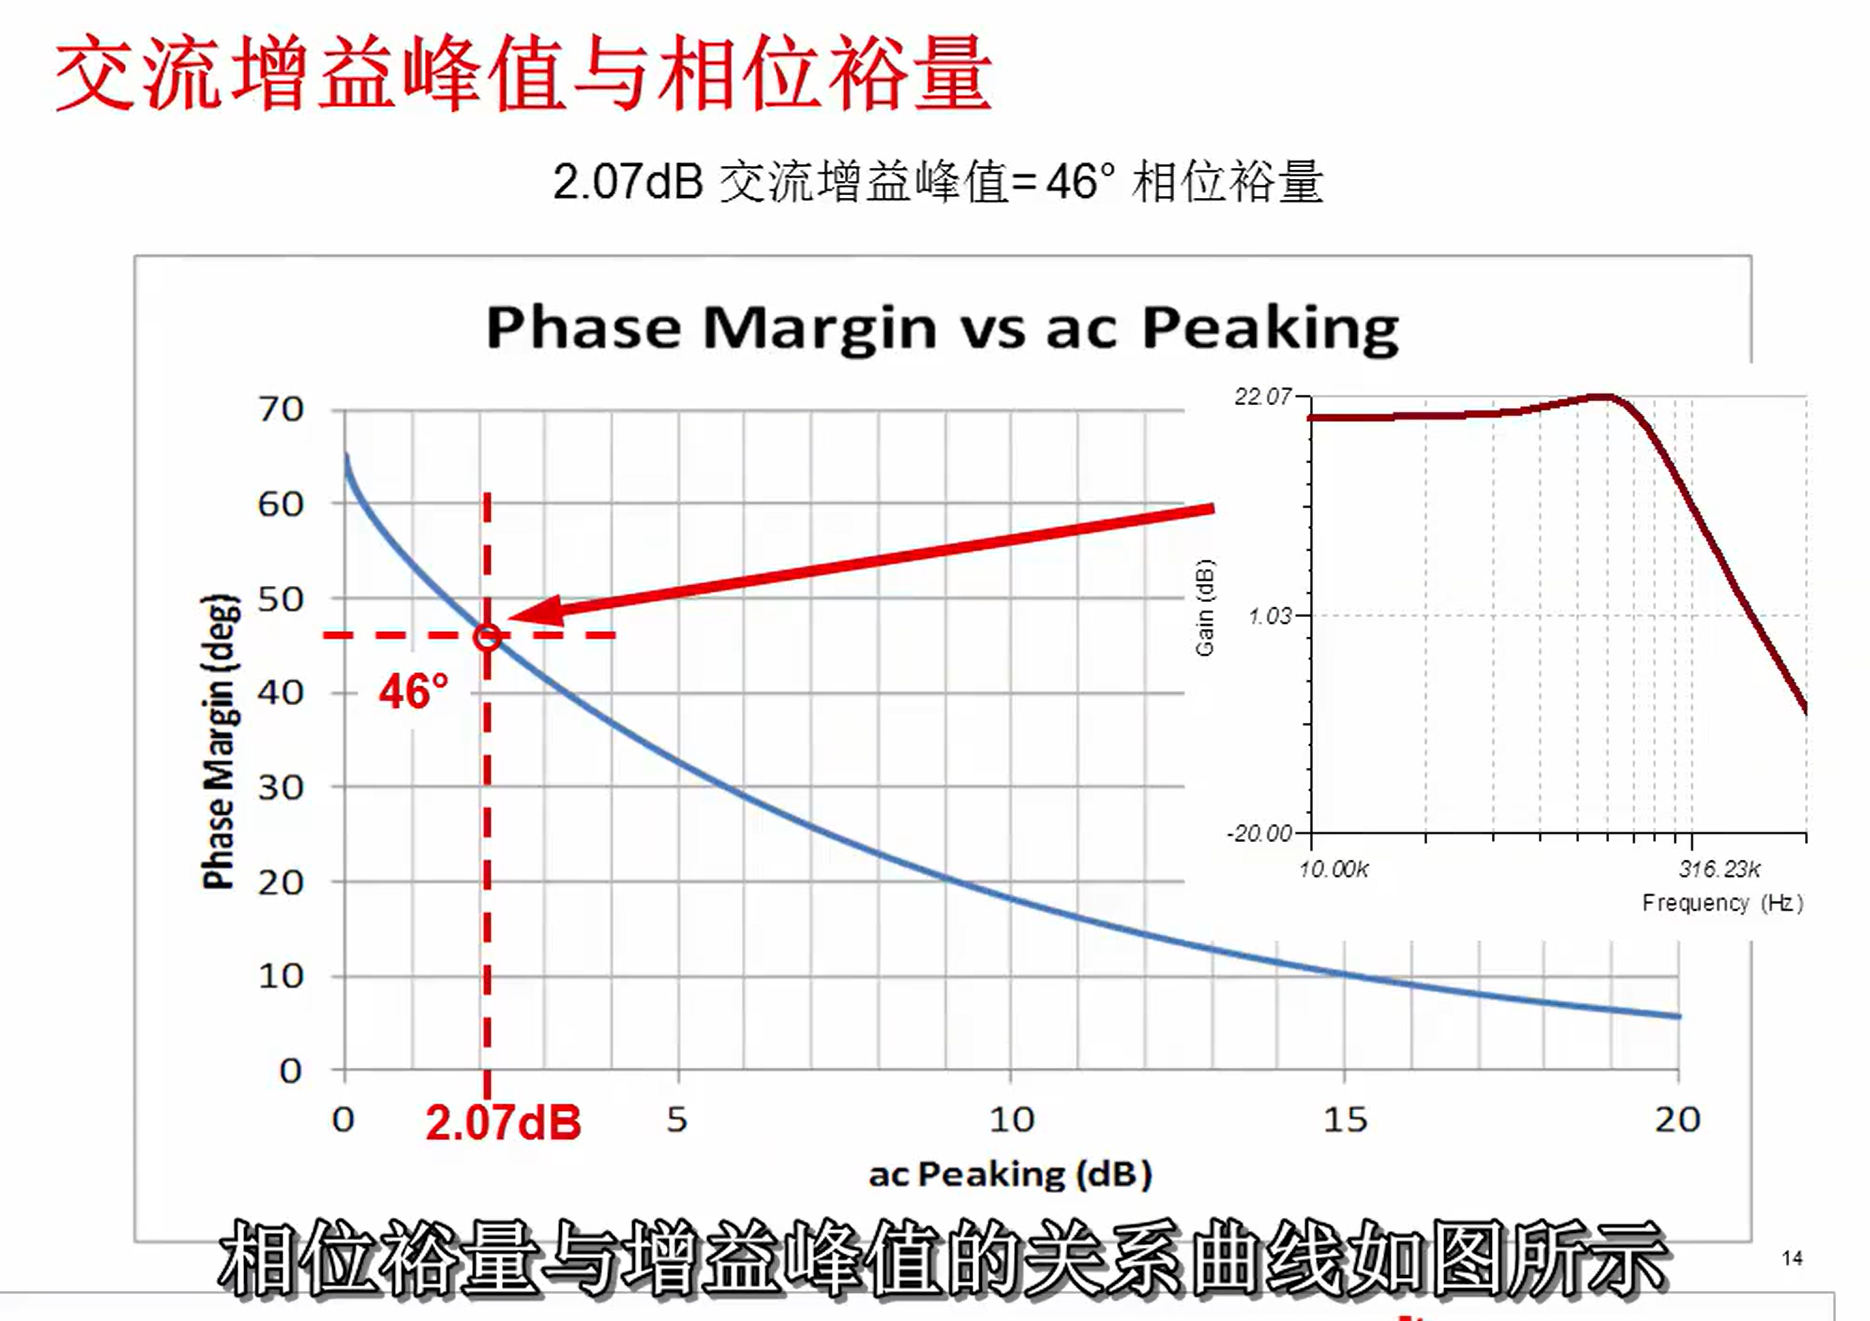 交流增益峰值与相位裕量
2.07dB 交流增益峰值=46° 相位裕量
Phase Margin vs ac Peaking
70
60
50
40
30
20
10
0
Phase Margin (deg)
46°
2.07dB
0
5
10
15
20
ac Peaking (dB)
22.07
1.03
-20.00
Gain (dB)
10.00k
316.23k
Frequency (Hz)
相位裕量与增益峰值的关系曲线如图所示
14